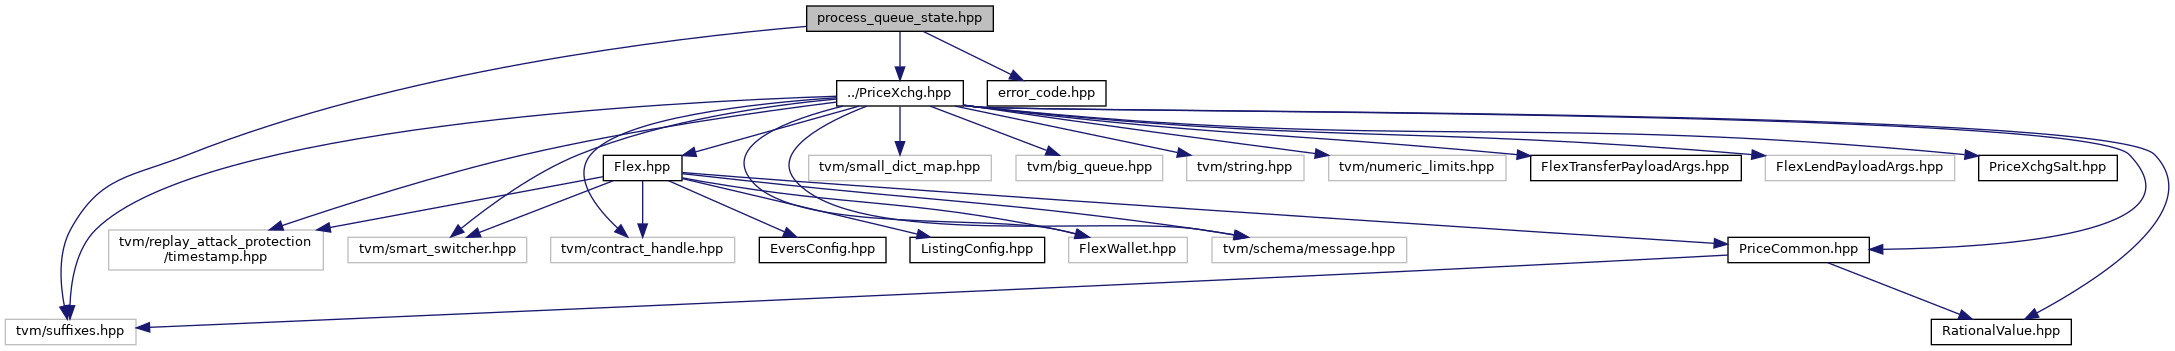 process_queue_state.hpp
../PriceXchg.hpp
error_code.hpp
Flex.hpp
tvm/small_dict_map.hpp
tvm/big_queue.hpp
tvm/string.hpp
tvm/numeric_limits.hpp
FlexTransferPayloadArgs.hpp
FlexLendPayloadArgs.hpp
PriceXchgSalt.hpp
tvm/replay_attack_protection
/timestamp.hpp
tvm/smart_switcher.hpp
tvm/contract_handle.hpp
EversConfig.hpp
ListingConfig.hpp
FlexWallet.hpp
tvm/schema/message.hpp
PriceCommon.hpp
tvm/suffixes.hpp
RationalValue.hpp